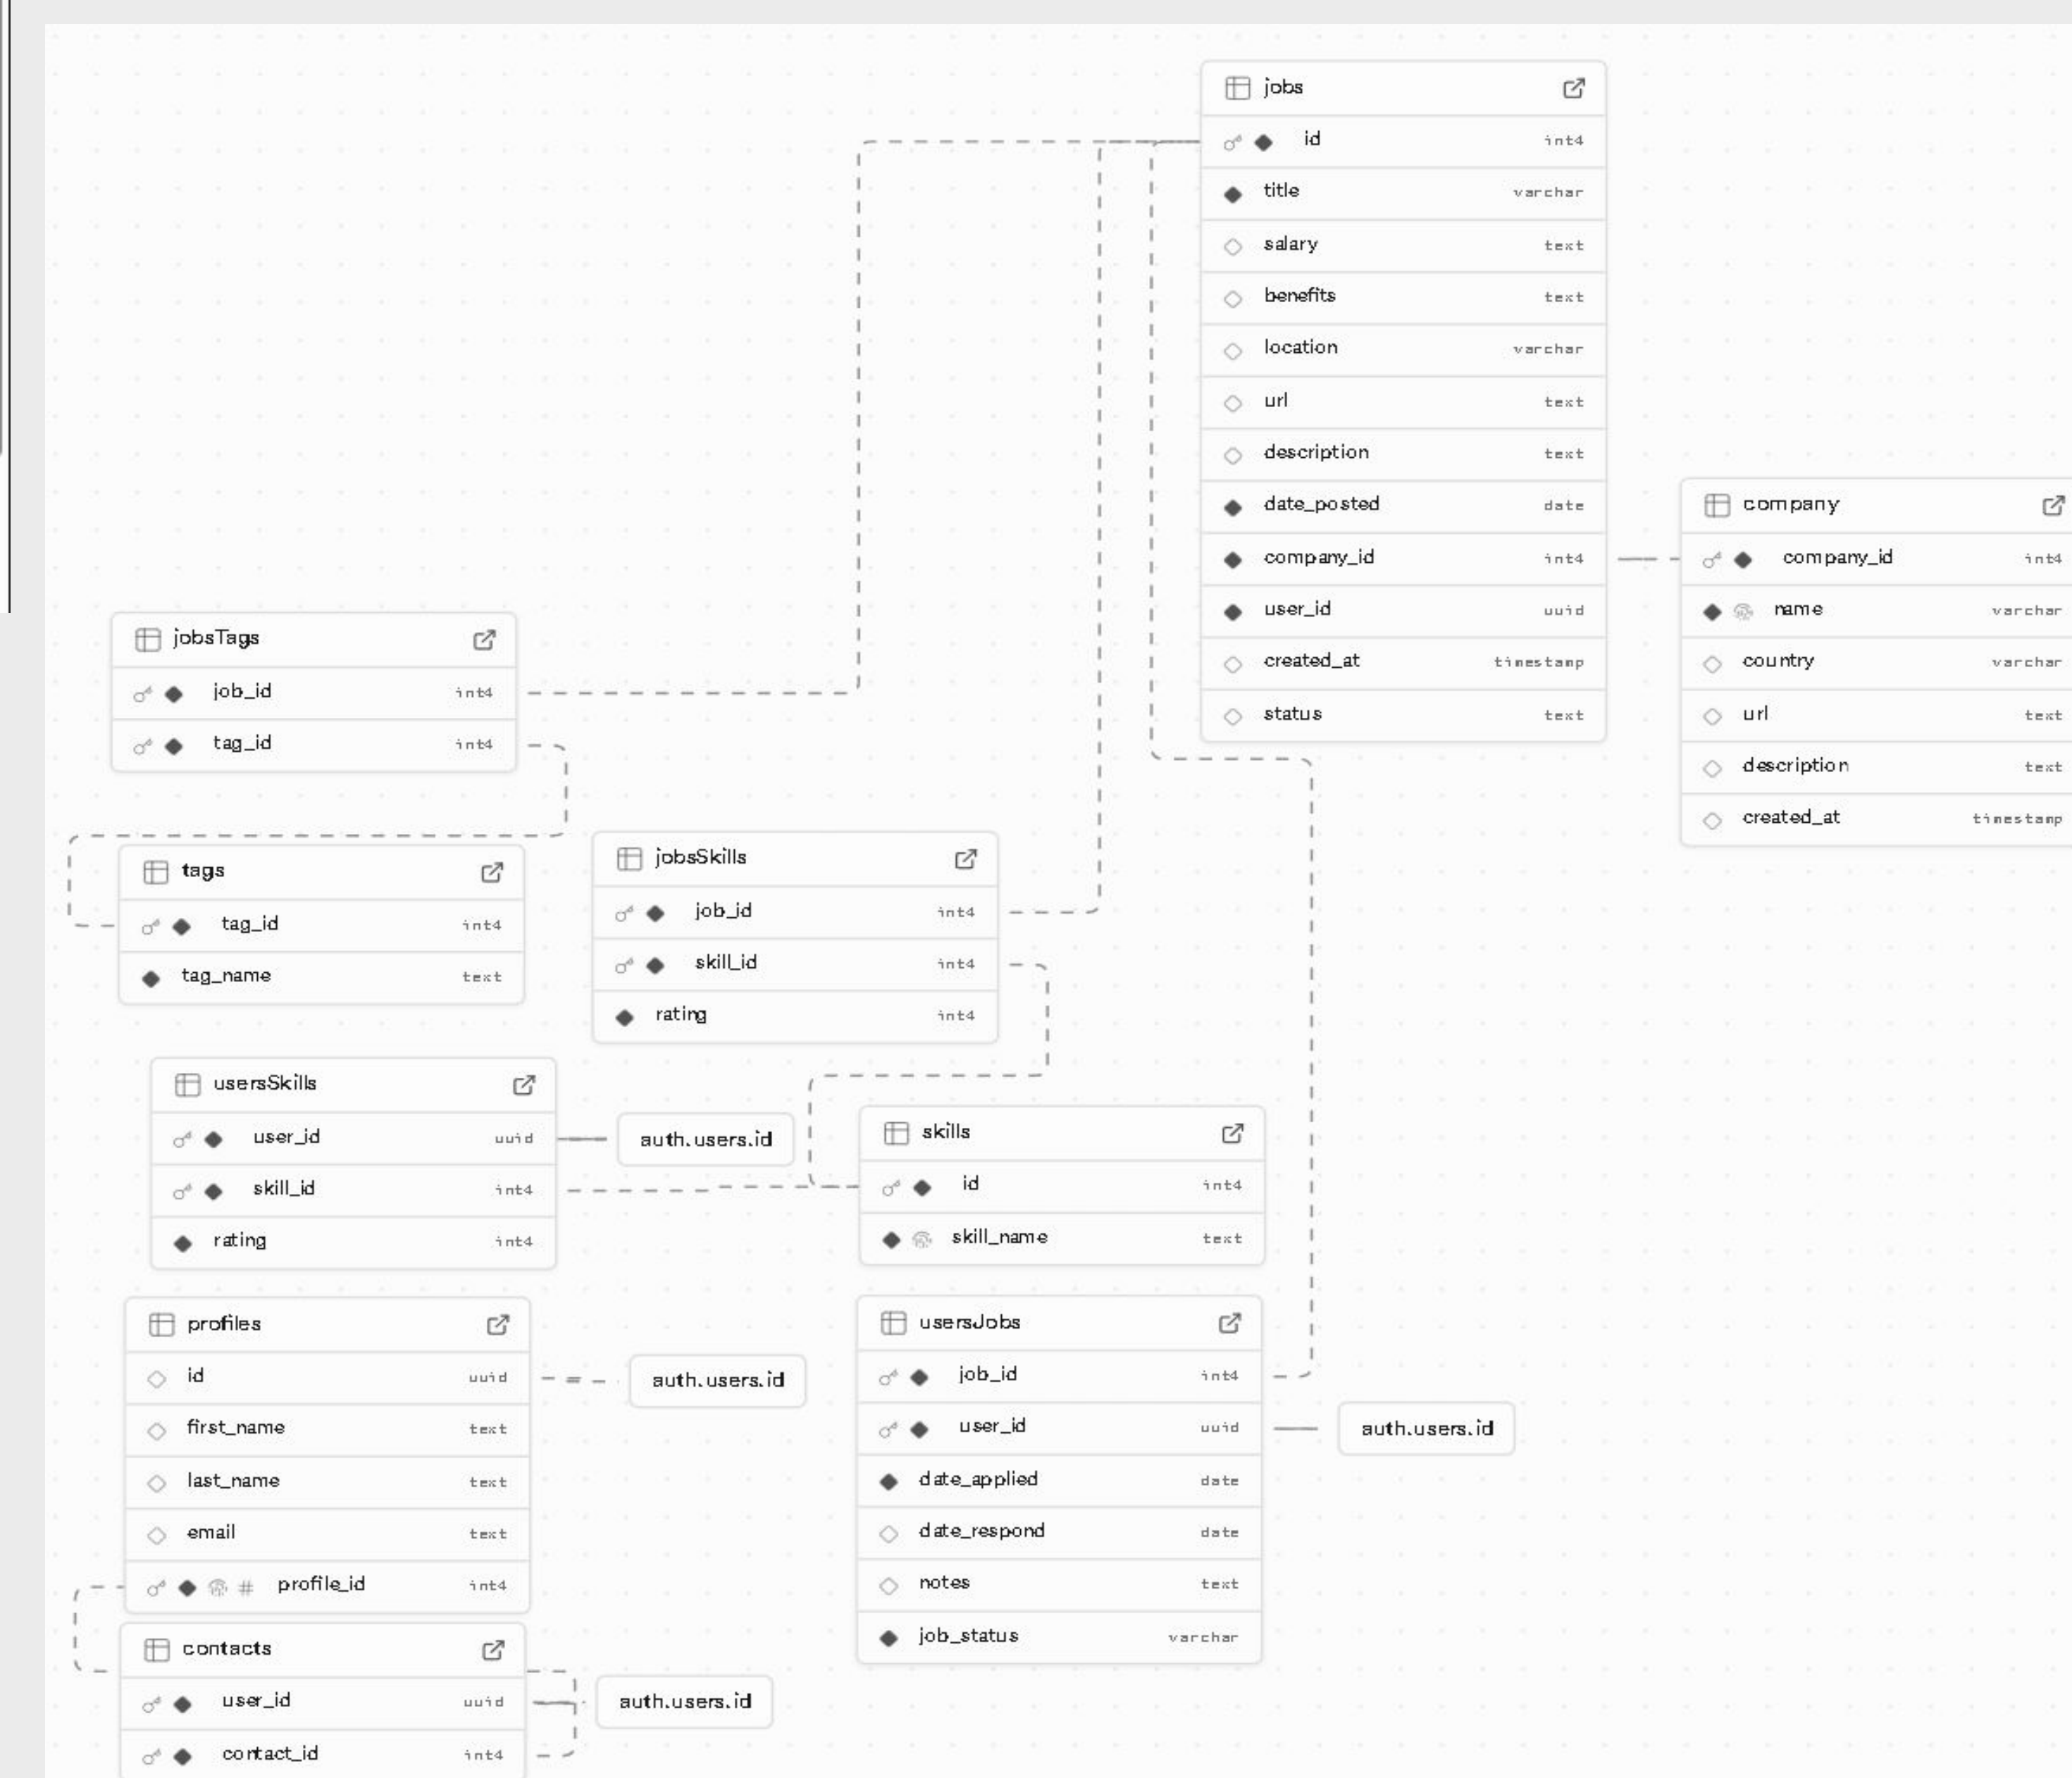 jobs
id int4
title varchar
salary text
benefits text
location varchar
url text
description text
date_posted date
company_id int4
user_id uuid
created_at timestamp
status text
company
company_id int4
name varchar
country varchar
url text
description text
created_at timestamp
jobsTags
job_id int4
tag_id int4
tags
tag_id int4
tag_name text
jobsSkills
job_id int4
skill_id int4
rating int4
usersSkills
user_id uuid
skill_id int4
rating int4
auth.users.id
skills
id int4
skill_name text
profiles
id uuid
first_name text
last_name text
email text
# profile_id int4
auth.users.id
usersJobs
job_id int4
user_id uuid
date_applied date
date_respond date
notes text
job_status varchar
auth.users.id
contacts
user_id uuid
contact_id int4
auth.users.id